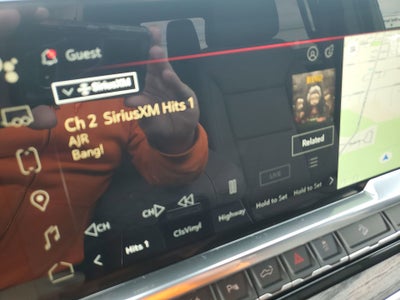 Guest
SiriusXM
Ch 2 SiriusXM Hits 1
AJR
Bang!
Related
LIVE
CH
CH
Hits 1
ClsVinyl
Highway
Hold to Set
Hold to Set